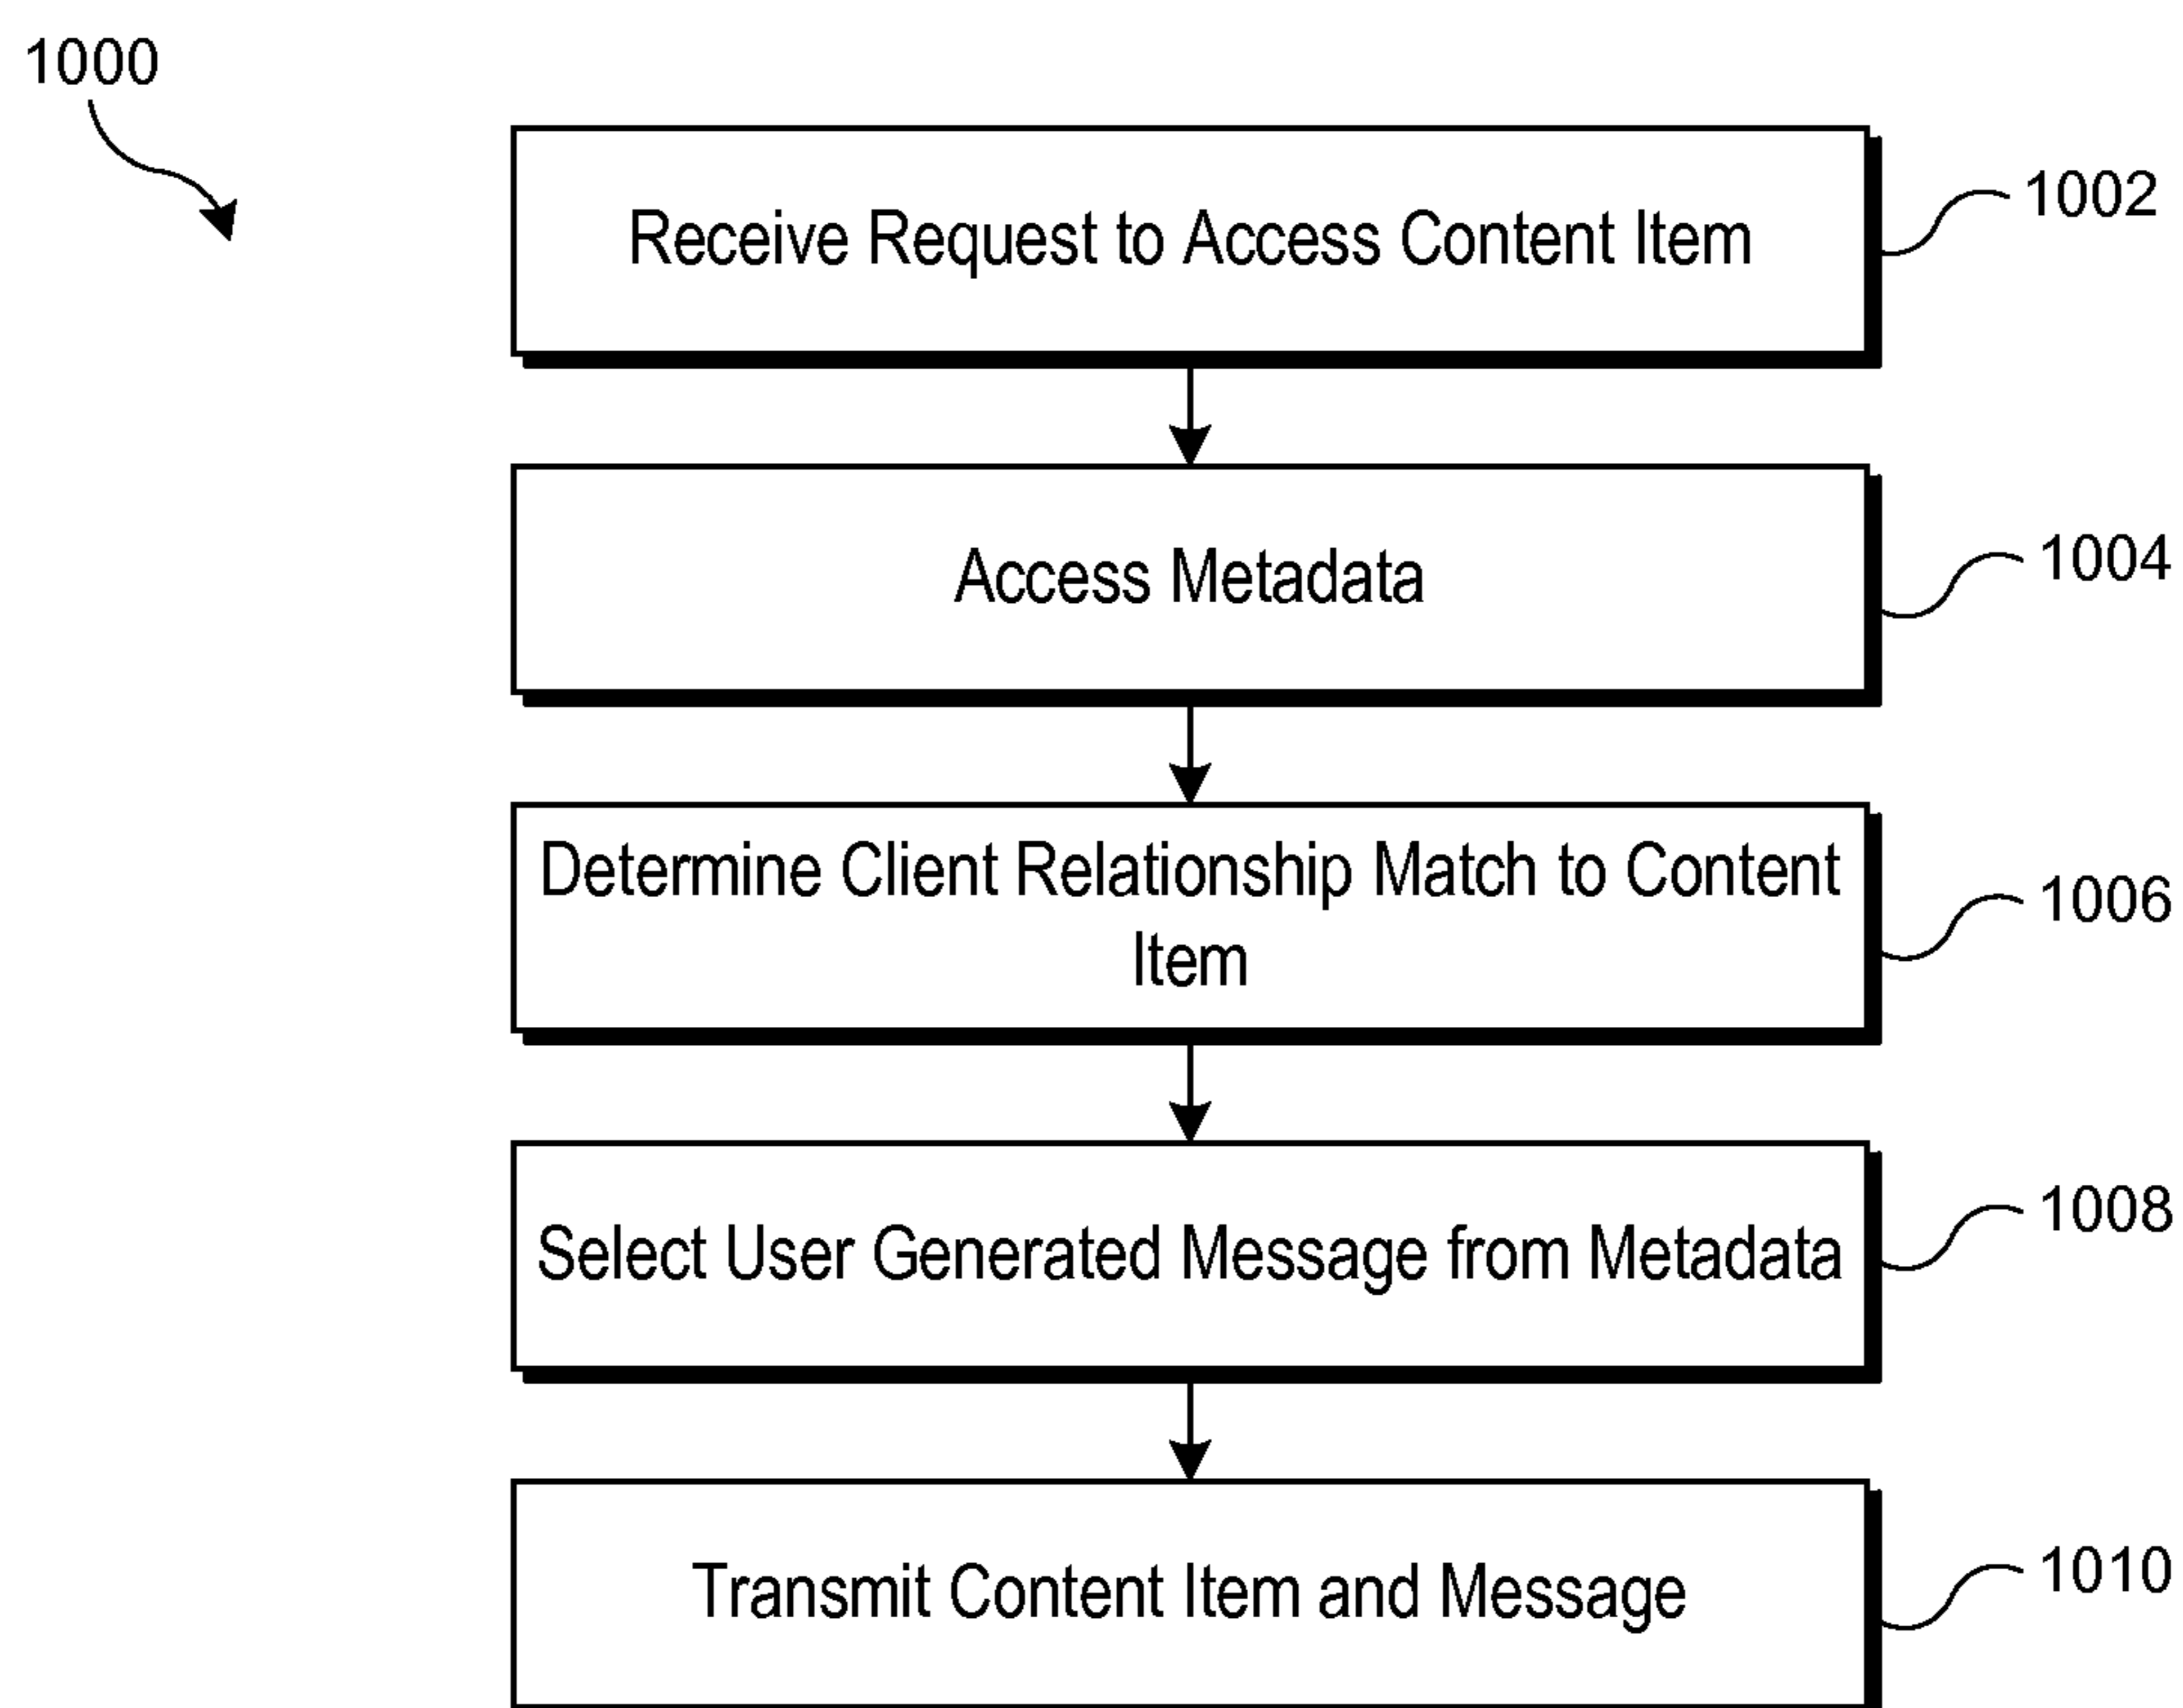 1000
Receive Request to Access Content Item
1002
Access Metadata
1004
Determine Client Relationship Match to Content
Item
1006
Select User Generated Message from Metadata
1008
Transmit Content Item and Message
1010